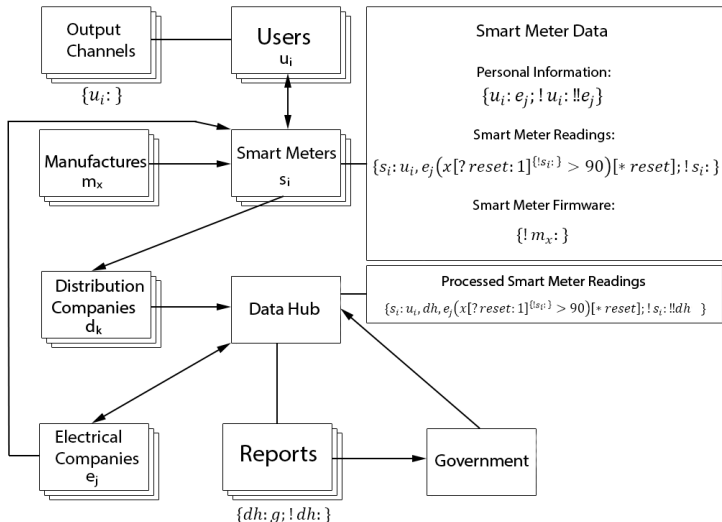 Output
Channels
{u_i: }
Users
u_i
Smart Meter Data
Personal Information:
{u_i: e_j; ! u_i: ‼e_j}
Smart Meter Readings:
{s_i: u_i, e_j(x[? reset: 1]^{{!s_i: }} > 90)[* reset]; ! s_i: }
Smart Meter Firmware:
{! m_x: }
Manufactures
m_x
Smart Meters
s_i
Distribution
Companies
d_k
Data Hub
Processed Smart Meter Readings
{s_i: u_i, dh, e_j(x[? reset: 1]^{{!s_i: }} > 90)[* reset]; ! s_i: ‼dh }
Electrical
Companies
e_j
Reports
{dh: g; ! dh: }
Government